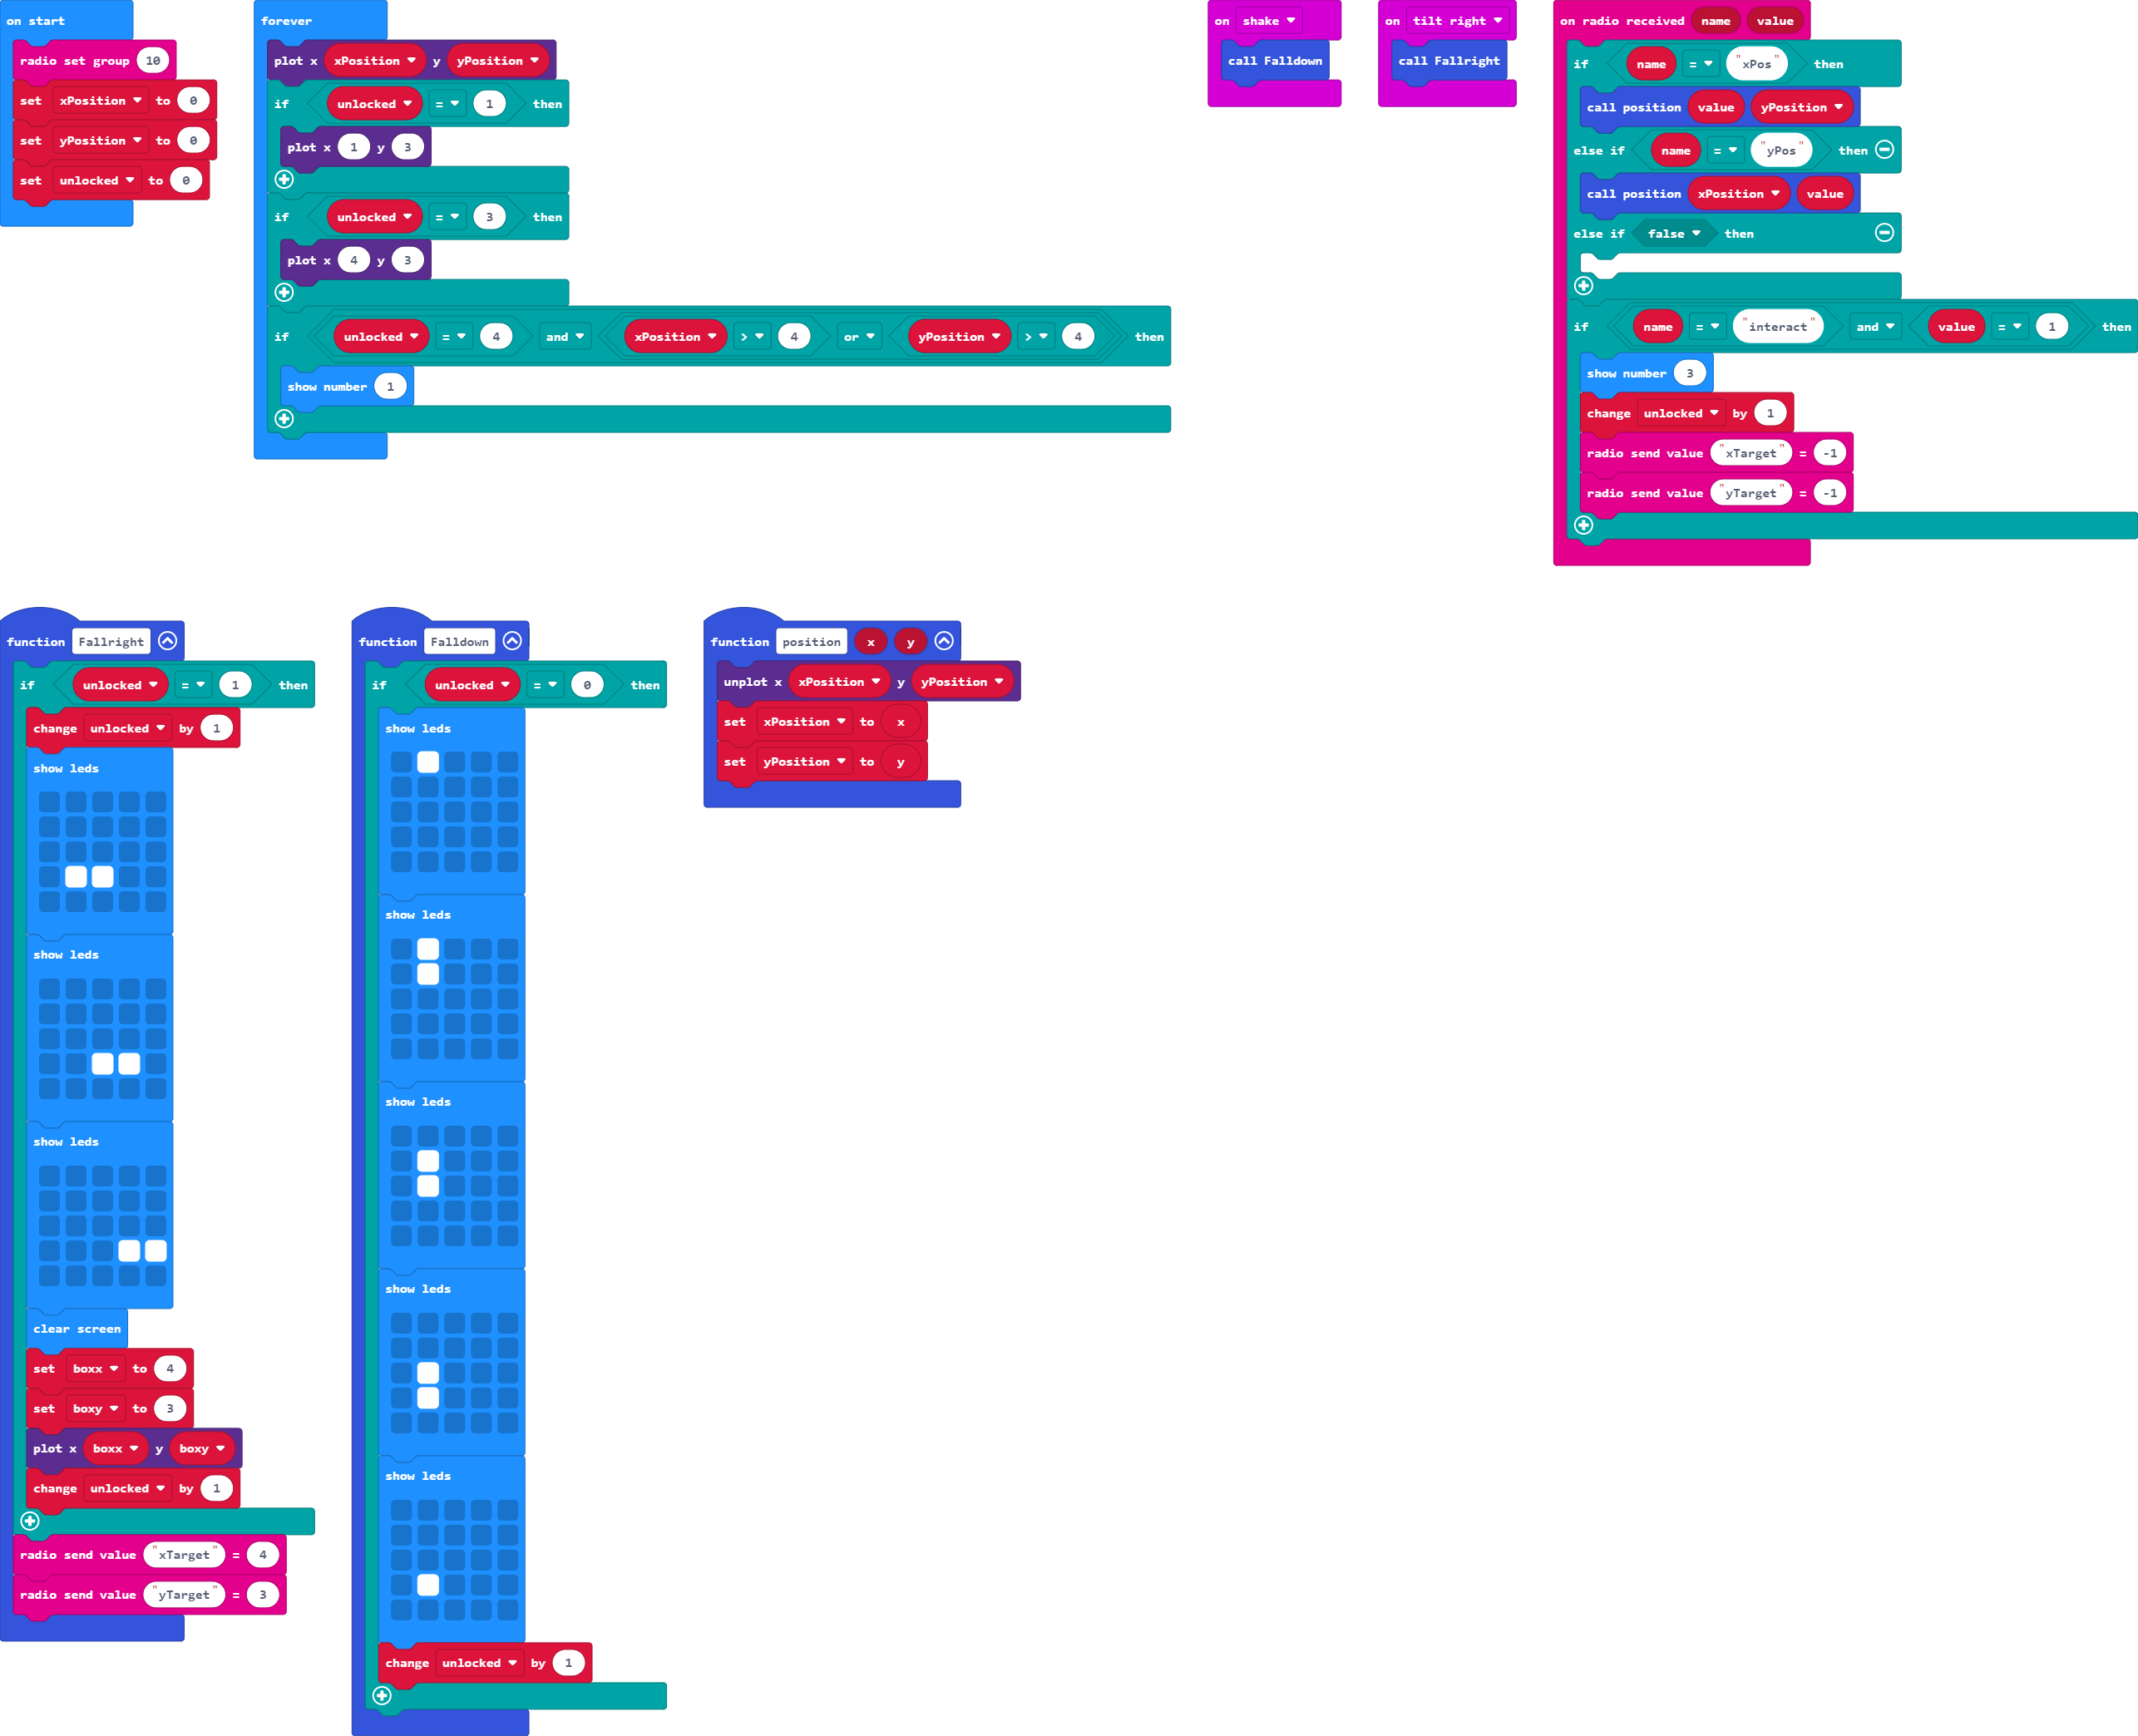 on start
radio set group 10
set xPosition to 0
set yPosition to 0
set unlocked to 0
forever
plot x xPosition y yPosition
if unlocked = 1 then
plot x 1 y 3
if unlocked = 3 then
plot x 4 y 3
if unlocked = 4 and xPosition > 4 or yPosition > 4 then
show number 1
on shake
call Falldown
on tilt right
call Fallright
on radio received name value
if name = "xPos" then
call position value yPosition
else if name = "yPos" then
call position xPosition value
else if false then
if name = "interact" and value = 1 then
show number 3
change unlocked by 1
radio send value "xTarget" = -1
radio send value "yTarget" = -1
function Fallright
if unlocked = 1 then
change unlocked by 1
show leds
show leds
show leds
clear screen
set boxx to 4
set boxy to 3
plot x boxx y boxy
change unlocked by 1
radio send value "xTarget" = 4
radio send value "yTarget" = 3
function Falldown
if unlocked = 0 then
show leds
show leds
show leds
show leds
show leds
change unlocked by 1
function position x y
unplot x xPosition y yPosition
set xPosition to x
set yPosition to y